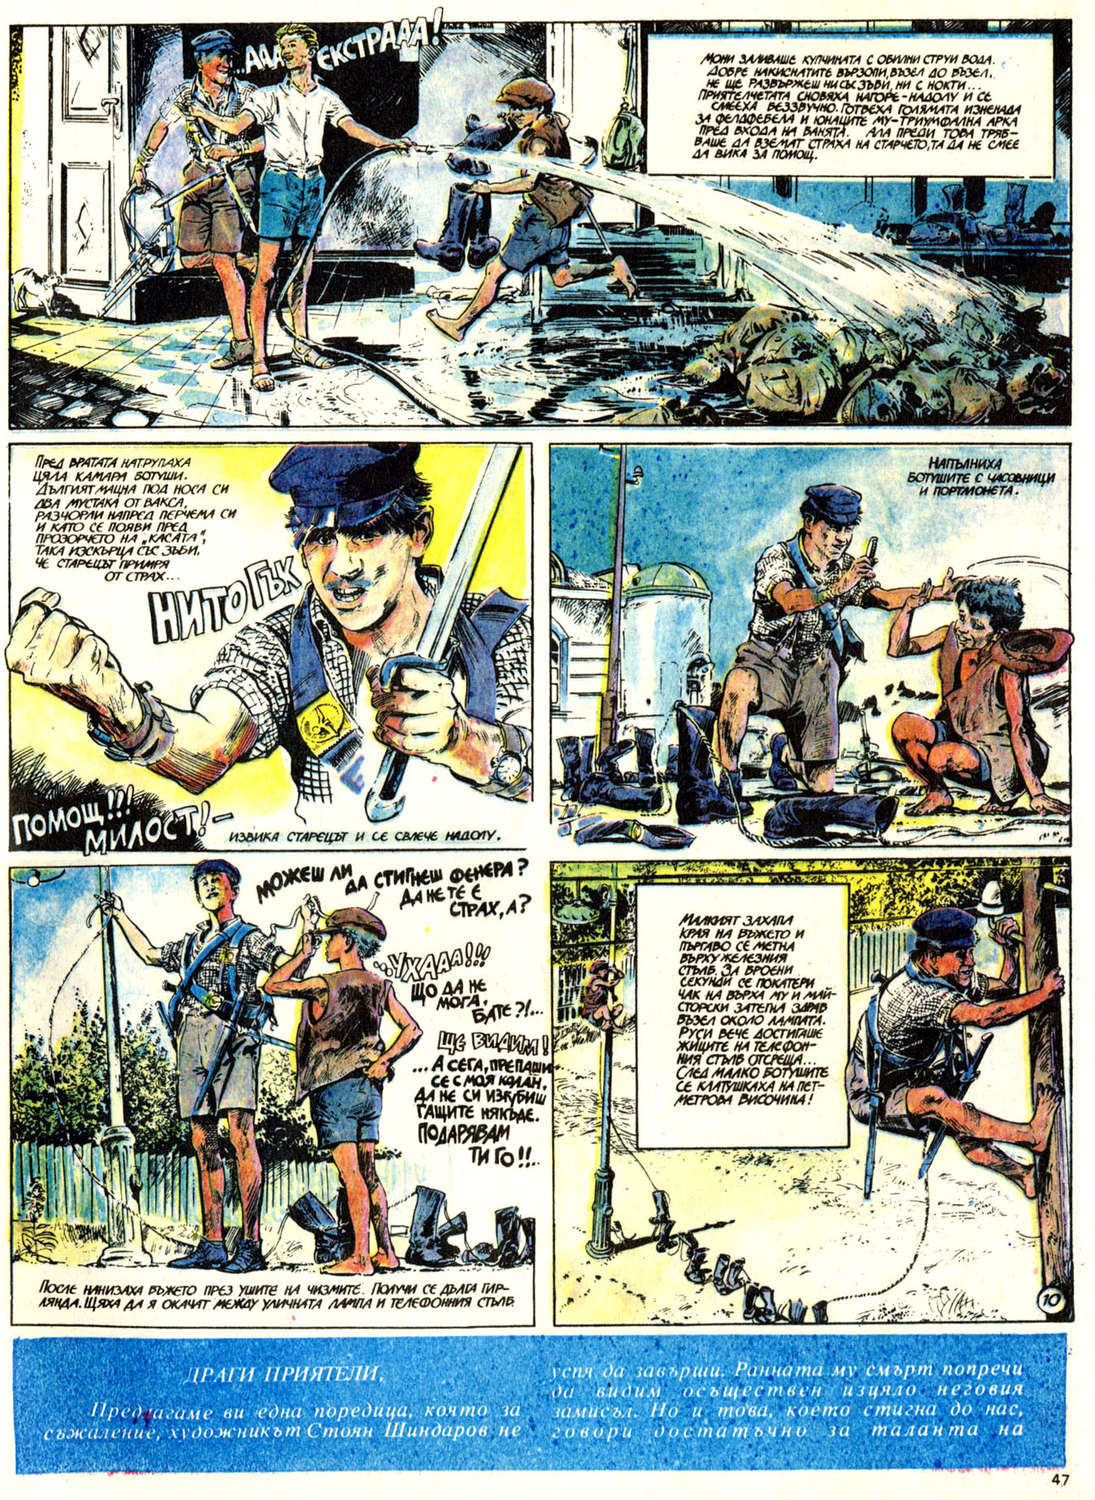 ...ААА ЕКСТРААА!
МОНИ ЗАЛИВАШЕ КУПЧИНАТА С ОБИЛНИ СТРУИ ВОДА.
ДОБРЕ НАКИСНАТИТЕ ВЪРЗОПИ, ВЪЗЕЛ ДО ВЪЗЕЛ,
НЕ ЩЕ РАЗВЪРЖЕШ НИ СЪС ЗЪБИ, НИ С НОКТИ...
ПРИЯТЕЛЧЕТАТА СНОВЯХА НАГОРЕ-НАДОЛУ И СЕ
СМЕЕХА БЕЗЗВУЧНО. ГОТВЕХА ГОЛЯМАТА ИЗНЕНАДА
ЗА ФЕЛДФЕБЕЛА И ЮНАЦИТЕ МУ-ТРИУМФАЛНА АРКА
ПРЕД ВХОДА НА БАНЯТА. АЛА ПРЕДИ ТОВА ТРЯБ-
ВАШЕ ДА ВЗЕМАТ СТРАХА НА СТАРЧЕТО, ТА ДА НЕ СМЕЕ
ДА ВИКА ЗА ПОМОЩ.
ПРЕД ВРАТАТА НАТРУПАХА
ЦЯЛА КАМАРА БОТУШИ.
ДЪЛГИЯТ МАЦНА ПОД НОСА СИ
ДВА МУСТАКА ОТ ВАКСА,
РАЗЧОРЛИ НАПРЕД ПЕРЧЕМА СИ
И КАТО СЕ ПОЯВИ ПРЕД
ПРОЗОРЧЕТО НА „КАСАТА“,
ТАКА ИЗСКЪРЦА СЪС ЗЪБИ,
ЧЕ СТАРЕЦЪТ ПРИМРЯ
ОТ СТРАХ...
НИТО ГЪК
ПОМОЩ!!!
МИЛОСТ!-
ИЗВИКА СТАРЕЦЪТ И СЕ СВЛЕЧЕ НАДОЛУ.
НАПЪЛНИХА
БОТУШИТЕ С ЧАСОВНИЦИ
И ПОРТМОНЕТА.
МОЖЕШ ЛИ
ДА СТИГНЕШ ФЕНЕРА?
ДА НЕ ТЕ Е
СТРАХ, А?
..УХААА!!!
ЩО ДА НЕ
МОГА,
БАТЕ?!...
ЩЕ ВИДИМ!
...А СЕГА, ПРЕПАШИ
СЕ С МОЯ КОЛАН,
ДА НЕ СИ ИЗГУБИШ
ГАЩИТЕ НЯКЪДЕ.
ПОДАРЯВАМ
ТИ ГО!!..
ПОСЛЕ НАНИЗАХА ВЪЖЕТО ПРЕЗ УШИТЕ НА ЧИЗМИТЕ. ПОЛУЧИ СЕ ДЪЛГА ГИР-
ЛЯНДА. ЩЯХА ДА Я ОКАЧАТ МЕЖДУ УЛИЧНАТА ЛАМПА И ТЕЛЕФОННИЯ СТЪЛБ.
МАЛКИЯТ ЗАХАПА
КРАЯ НА ВЪЖЕТО И
ПЪРГАВО СЕ МЕТНА
ВЪРХУ ЖЕЛЕЗНИЯ
СТЪЛБ. ЗА БРОЕНИ
СЕКУНДИ СЕ ПОКАТЕРИ
ЧАК НА ВЪРХА МУ И МАЙ-
СТОРСКИ ЗАТЕГНА ЗДРАВ
ВЪЗЕЛ ОКОЛО ЛАМПАТА.
РУСИ ВЕЧЕ ДОСТИГАШЕ
ЖИЦИТЕ НА ТЕЛЕФОН-
НИЯ СТЪЛБ ОТСРЕЩА...
СЛЕД МАЛКО БОТУШИТЕ
СЕ КЛАТУШКАХА НА ПЕТ-
МЕТРОВА ВИСОЧИНА!
10
ДРАГИ ПРИЯТЕЛИ,
Предлагаме ви една поредица, която за
съжаление, художникът Стоян Шиндаров не
успя да завърши. Ранната му смърт попречи
да видим осъществен изцяло неговия
замисъл. Но и това, което стигна до нас,
говори достатъчно за таланта на
47